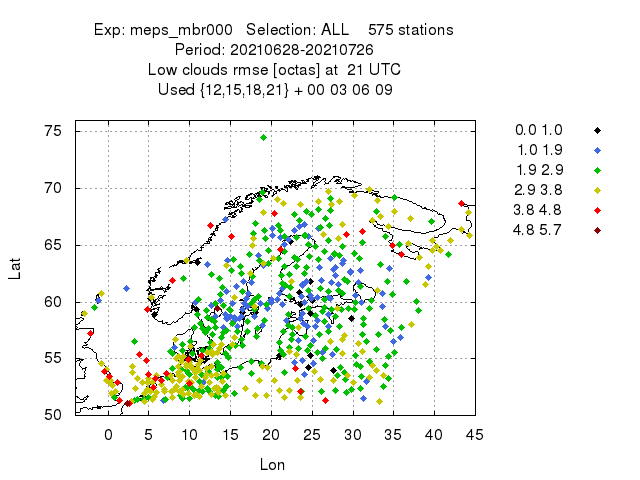 Exp: meps_mbr000 Selection: ALL 575 stations
Period: 20210628-20210726
Low clouds rmse [octas] at 21 UTC
Used {12,15,18,21} + 00 03 06 09
75
70
65
60
55
50
Lat
0 5 10 15 20 25 30 35 40 45
Lon
0.0 1.0
1.0 1.9
1.9 2.9
2.9 3.8
3.8 4.8
4.8 5.7